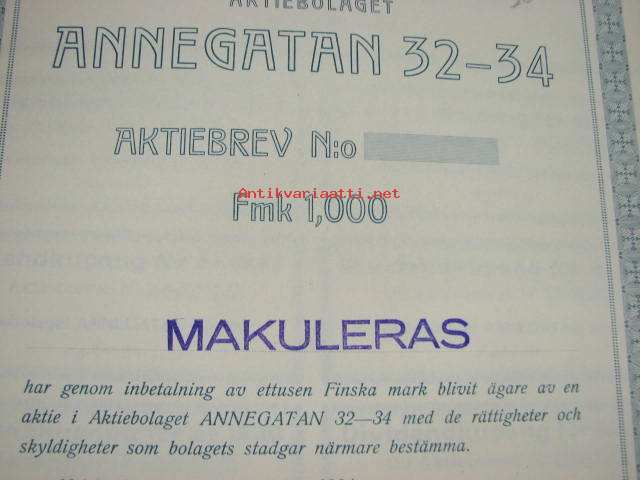 AKTIEBOLAGET
ANNEGATAN 32-34
AKTIEBREV N:o
Antikvariaatti.net
Fmk 1,000
MAKULERAS
har genom inbetalning av ettusen Finska mark blivit ägare av en
aktie i Aktiebolaget ANNEGATAN 32—34 med de rättigheter och
skyldigheter som bolagets stadgar närmare bestämma.